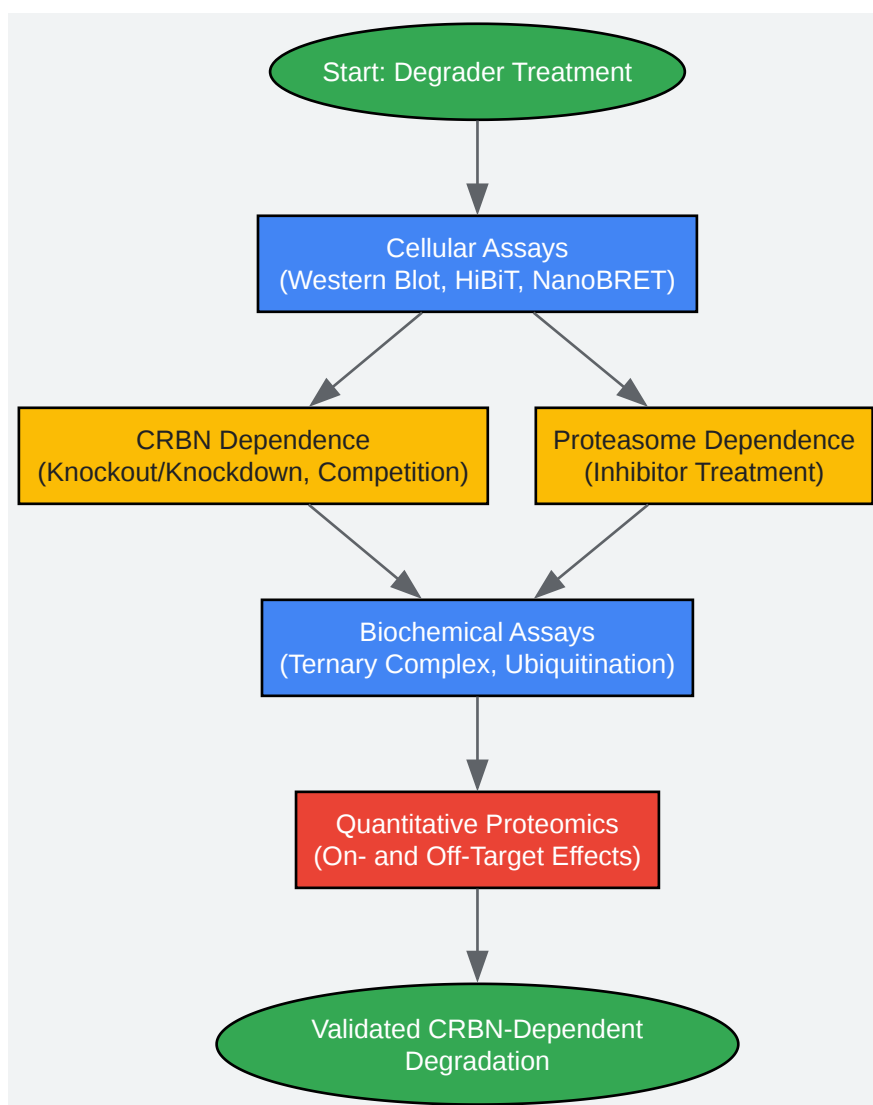 Start: Degrader Treatment
Cellular Assays
(Western Blot, HiBiT, NanoBRET)
CRBN Dependence
(Knockout/Knockdown, Competition)
Proteasome Dependence
(Inhibitor Treatment)
Biochemical Assays
(Ternary Complex, Ubiquitination)
Quantitative Proteomics
(On- and Off-Target Effects)
Validated CRBN-Dependent
Degradation